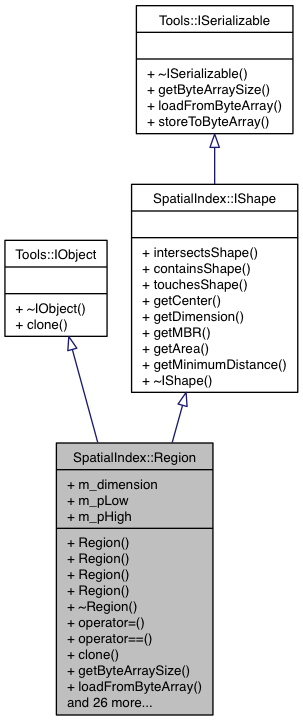 Tools::ISerializable
+ ~ISerializable()
+ getByteArraySize()
+ loadFromByteArray()
+ storeToByteArray()
SpatialIndex::IShape
+ intersectsShape()
+ containsShape()
+ touchesShape()
+ getCenter()
+ getDimension()
+ getMBR()
+ getArea()
+ getMinimumDistance()
+ ~IShape()
Tools::IObject
+ ~IObject()
+ clone()
SpatialIndex::Region
+ m_dimension
+ m_pLow
+ m_pHigh
+ Region()
+ Region()
+ Region()
+ Region()
+ ~Region()
+ operator=()
+ operator==()
+ clone()
+ getByteArraySize()
+ loadFromByteArray()
and 26 more...